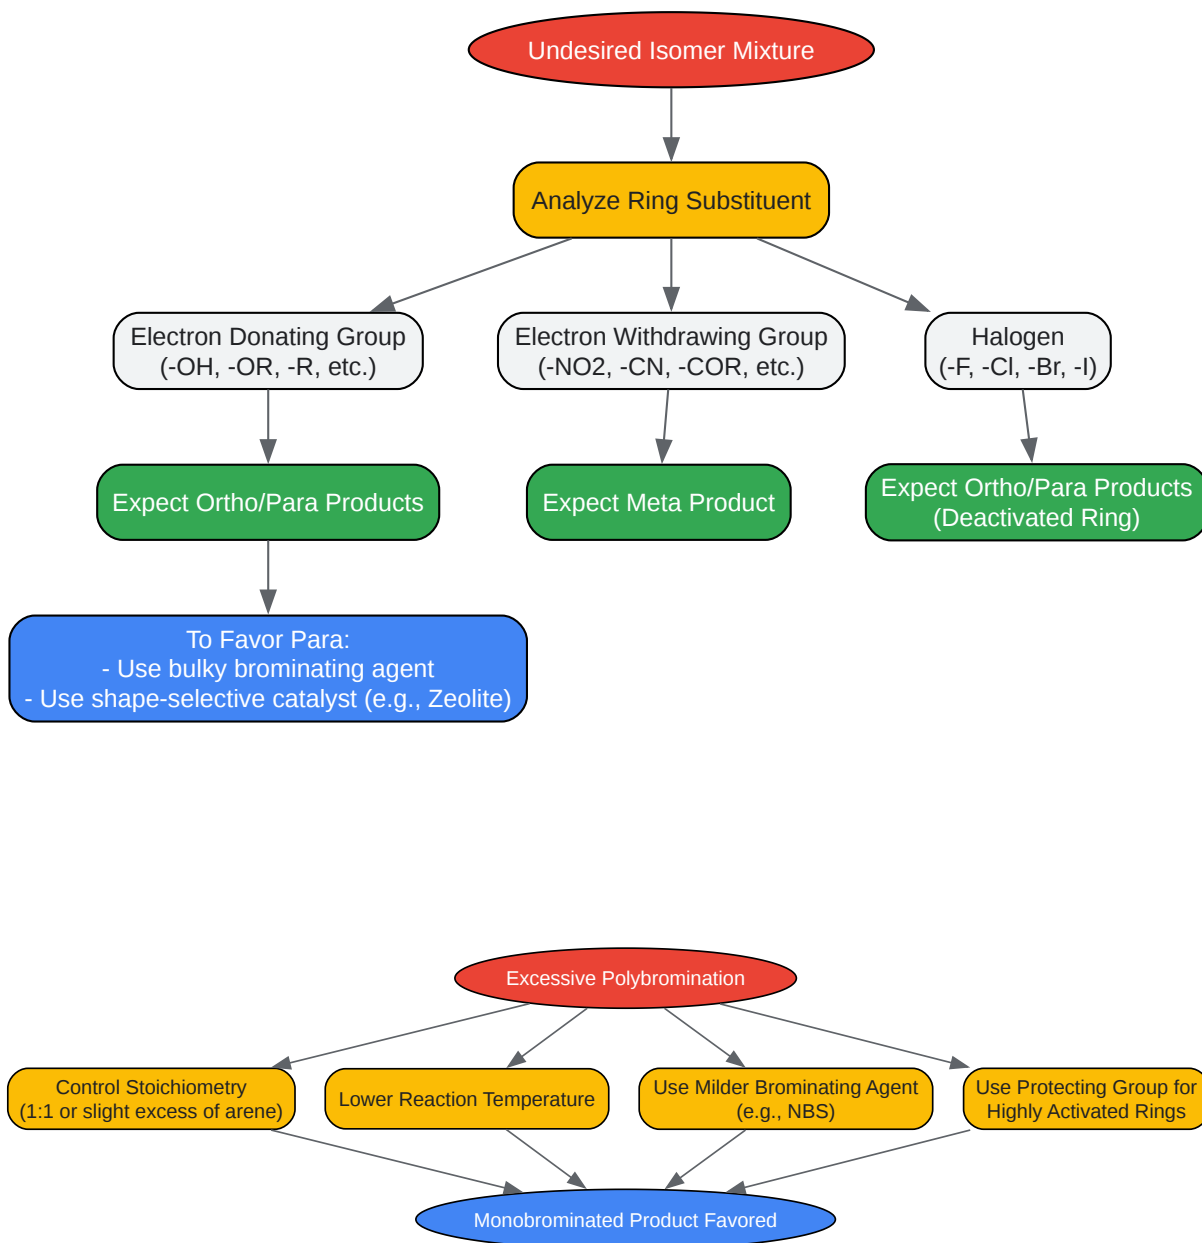 Undesired Isomer Mixture
Analyze Ring Substituent
Electron Donating Group
(-OH, -OR, -R, etc.)
Electron Withdrawing Group
(-NO2, -CN, -COR, etc.)
Halogen
(-F, -Cl, -Br, -I)
Expect Ortho/Para Products
Expect Meta Product
Expect Ortho/Para Products
(Deactivated Ring)
To Favor Para:
- Use bulky brominating agent
- Use shape-selective catalyst (e.g., Zeolite)
Excessive Polybromination
Control Stoichiometry
(1:1 or slight excess of arene)
Lower Reaction Temperature
Use Milder Brominating Agent
(e.g., NBS)
Use Protecting Group for
Highly Activated Rings
Monobrominated Product Favored